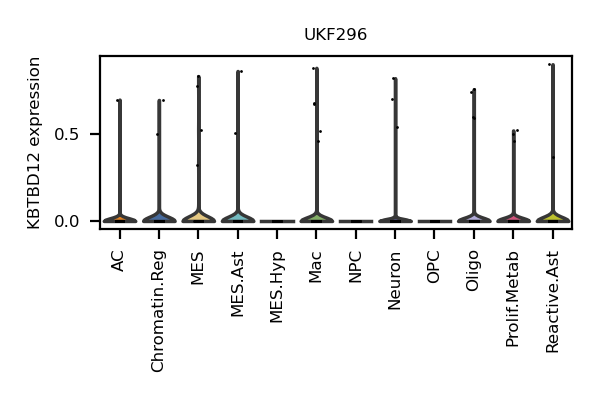 UKF296
KBTBD12 expression
0.5
0.0
AC
Chromatin.Reg
MES
MES.Ast
MES.Hyp
Mac
NPC
Neuron
OPC
Oligo
Prolif.Metab
Reactive.Ast